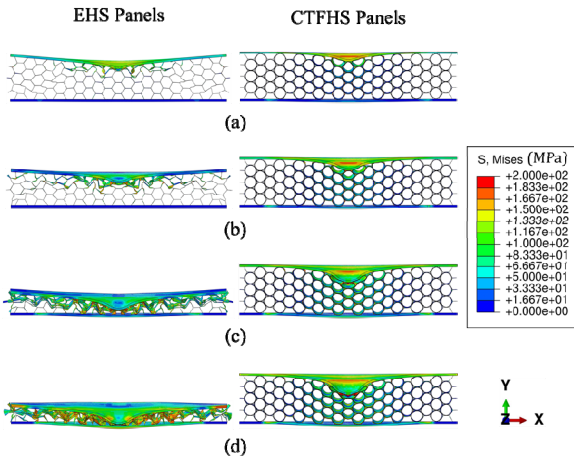 EHS Panels
CTFHS Panels
(a)
(b)
(c)
(d)
S, Mises (MPa)
+2.000e+02
+1.833e+02
+1.667e+02
+1.500e+02
+1.333e+02
+1.167e+02
+1.000e+02
+8.333e+01
+6.667e+01
+5.000e+01
+3.333e+01
+1.667e+01
+0.000e+00
Y
Z
X